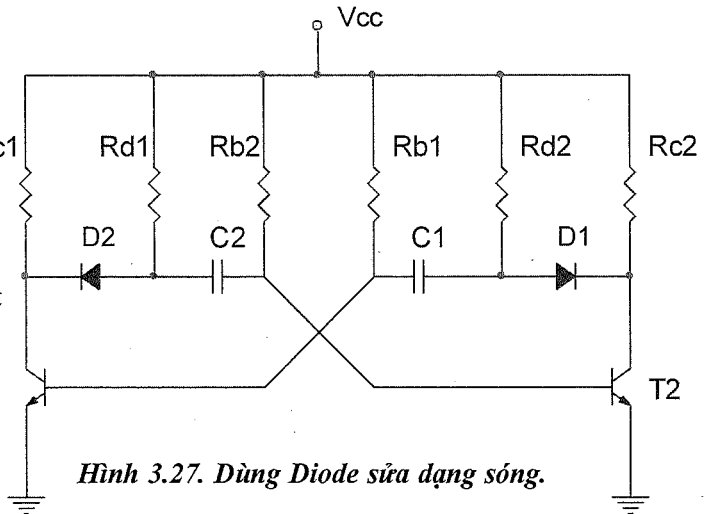 Vcc
c1
Rd1
Rb2
Rb1
Rd2
Rc2
D2
C2
C1
D1
T2
Hình 3.27. Dùng Diode sửa dạng sóng.